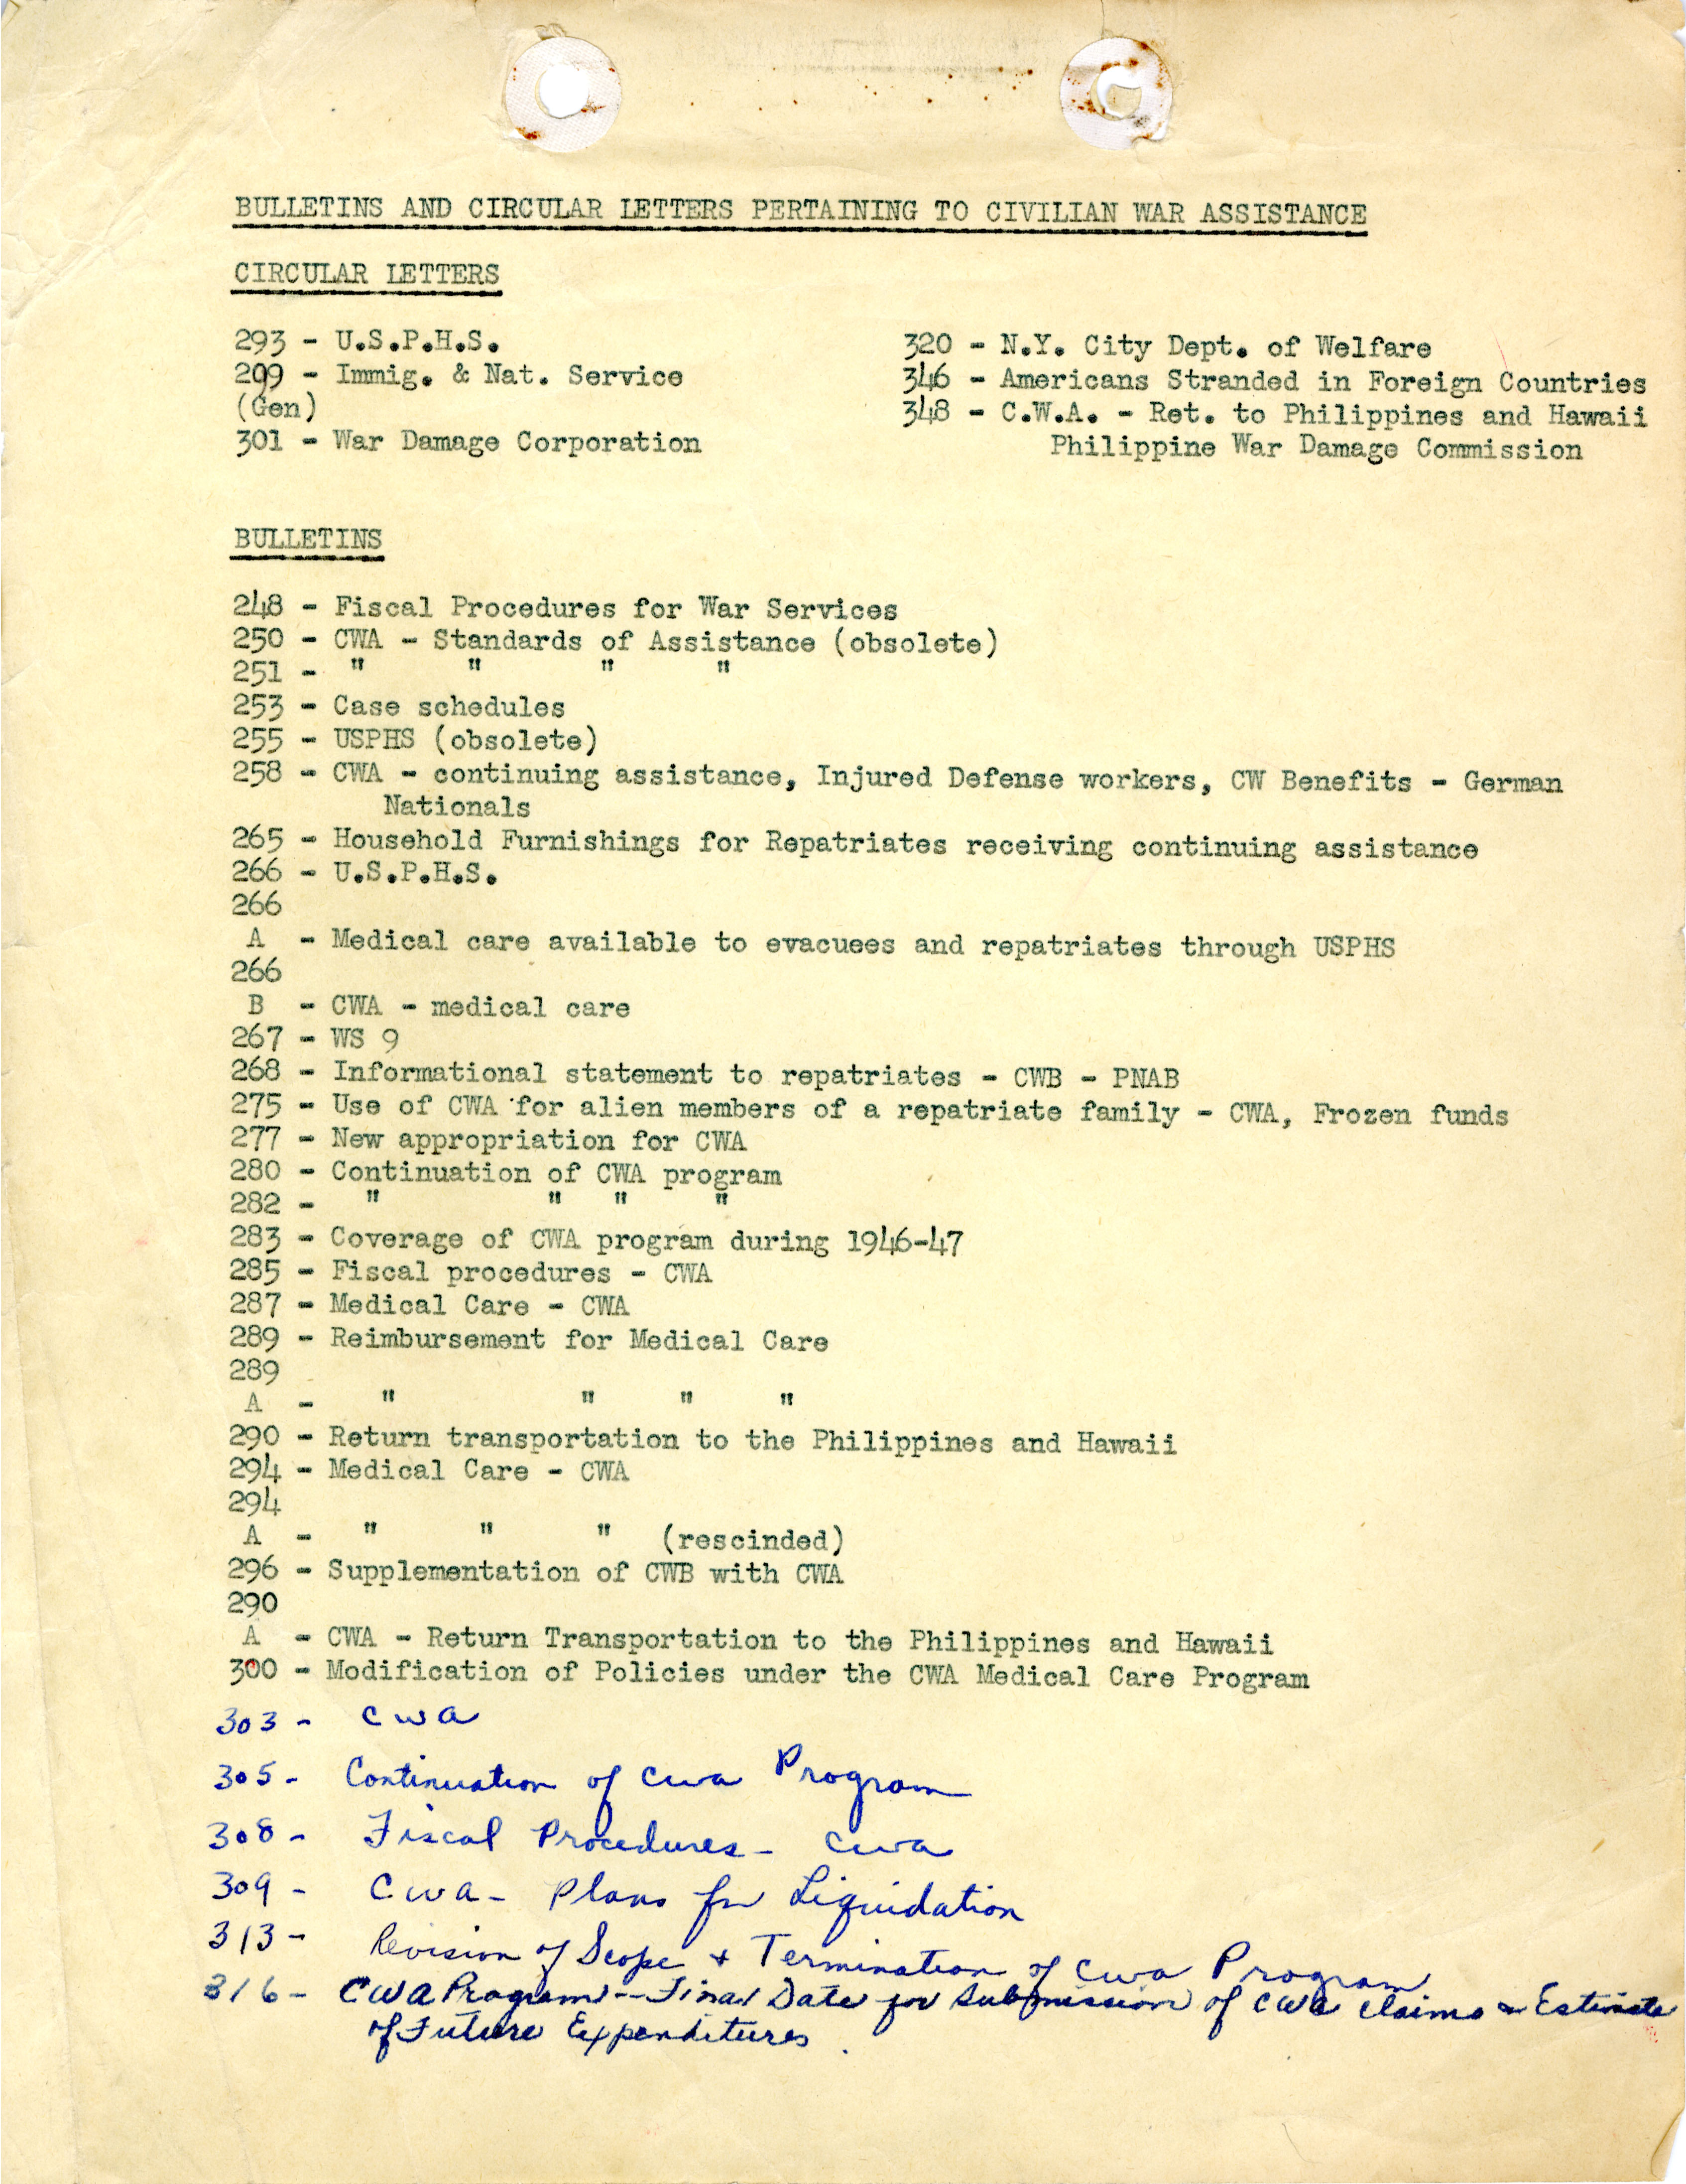 BULLETINS AND CIRCULAR LETTERS PERTAINING TO CIVILIAN WAR ASSISTANCE
CIRCULAR LETTERS
293 - U.S.P.H.S.
299 - Immig. & Nat. Service
(Gen)
301 - War Damage Corporation
320 - N.Y. City Dept. of Welfare
346 - Americans Stranded in Foreign Countries
348 - C.W.A. - Ret. to Philippines and Hawaii
Philippine War Damage Commission
BULLETINS
248 - Fiscal Procedures for War Services
250 - CWA - Standards of Assistance (obsolete)
251 - " " " "
253 - Case schedules
255 - USPHS (obsolete)
258 - CWA - continuing assistance, Injured Defense workers, CW Benefits - German
Nationals
265 - Household Furnishings for Repatriates receiving continuing assistance
266 - U.S.P.H.S.
266
A - Medical care available to evacuees and repatriates through USPHS
266
B - CWA - medical care
267 - WS 9
268 - Informational statement to repatriates - CWB - PNAB
275 - Use of CWA for alien members of a repatriate family - CWA, Frozen funds
277 - New appropriation for CWA
280 - Continuation of CWA program
282 - " " " "
283 - Coverage of CWA program during 1946-47
285 - Fiscal procedures - CWA
287 - Medical Care - CWA
289 - Reimbursement for Medical Care
289
A - " " " "
290 - Return transportation to the Philippines and Hawaii
294 - Medical Care - CWA
294
A - " " " (rescinded)
296 - Supplementation of CWB with CWA
290
A - CWA - Return Transportation to the Philippines and Hawaii
300 - Modification of Policies under the CWA Medical Care Program
303 - CWA
305 - Continuation of CWA Program
308 - Fiscal Procedures - CWA
309 - CWA - Plans for Liquidation
313 - Revision of Scope + Termination of CWA Program
316 - CWA Program -- Final Date for Submission of CWA Claims & Estimate
of Future Expenditures.